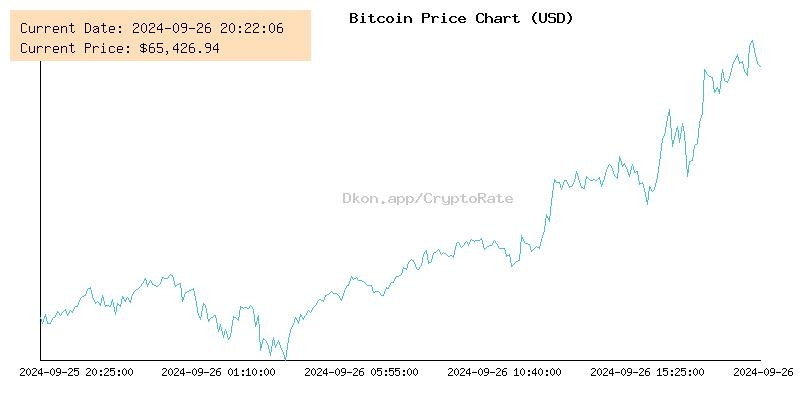 Bitcoin Price Chart (USD)
Current Date: 2024-09-26 20:22:06
Current Price: $65,426.94
Dkon.app/CryptoRate
2024-09-25 20:25:00
2024-09-26 01:10:00
2024-09-26 05:55:00
2024-09-26 10:40:00
2024-09-26 15:25:00
2024-09-26